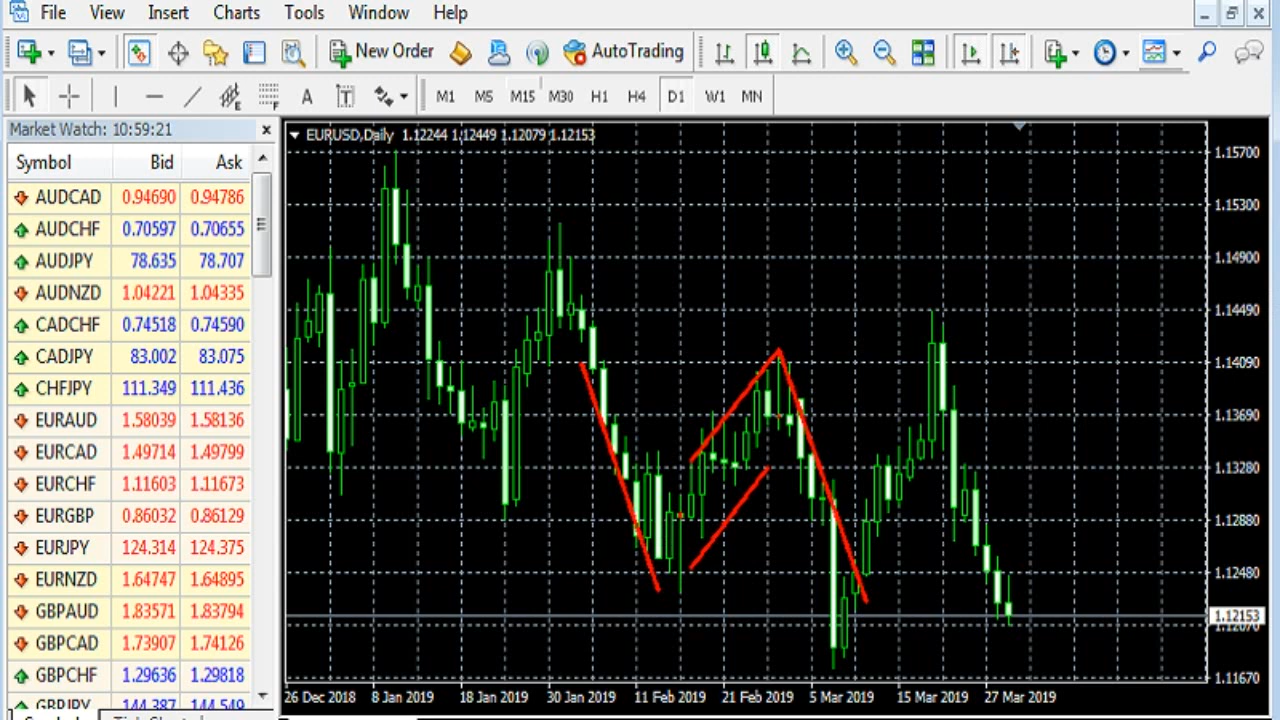 File View Insert Charts Tools Window Help
New Order AutoTrading
E F A T M1 M5 M15 M30 H1 H4 D1 W1 MN
Market Watch: 10:59:21
Symbol Bid Ask
AUDCAD 0.94690 0.94786
AUDCHF 0.70597 0.70655
AUDJPY 78.635 78.707
AUDNZD 1.04221 1.04335
CADCHF 0.74518 0.74590
CADJPY 83.002 83.075
CHFJPY 111.349 111.436
EURAUD 1.58039 1.58136
EURCAD 1.49714 1.49799
EURCHF 1.11603 1.11673
EURGBP 0.86032 0.86129
EURJPY 124.314 124.375
EURNZD 1.64747 1.64895
GBPAUD 1.83571 1.83794
GBPCAD 1.73907 1.74126
GBPCHF 1.29636 1.29818
GBPJPY 144.387 144.549
EURUSD,Daily 1.12244 1.12449 1.12079 1.12153
1.15700
1.15300
1.14900
1.14490
1.14090
1.13690
1.13280
1.12880
1.12480
1.12153
1.12070
1.11670
26 Dec 2018 8 Jan 2019 18 Jan 2019 30 Jan 2019 11 Feb 2019 21 Feb 2019 5 Mar 2019 15 Mar 2019 27 Mar 2019